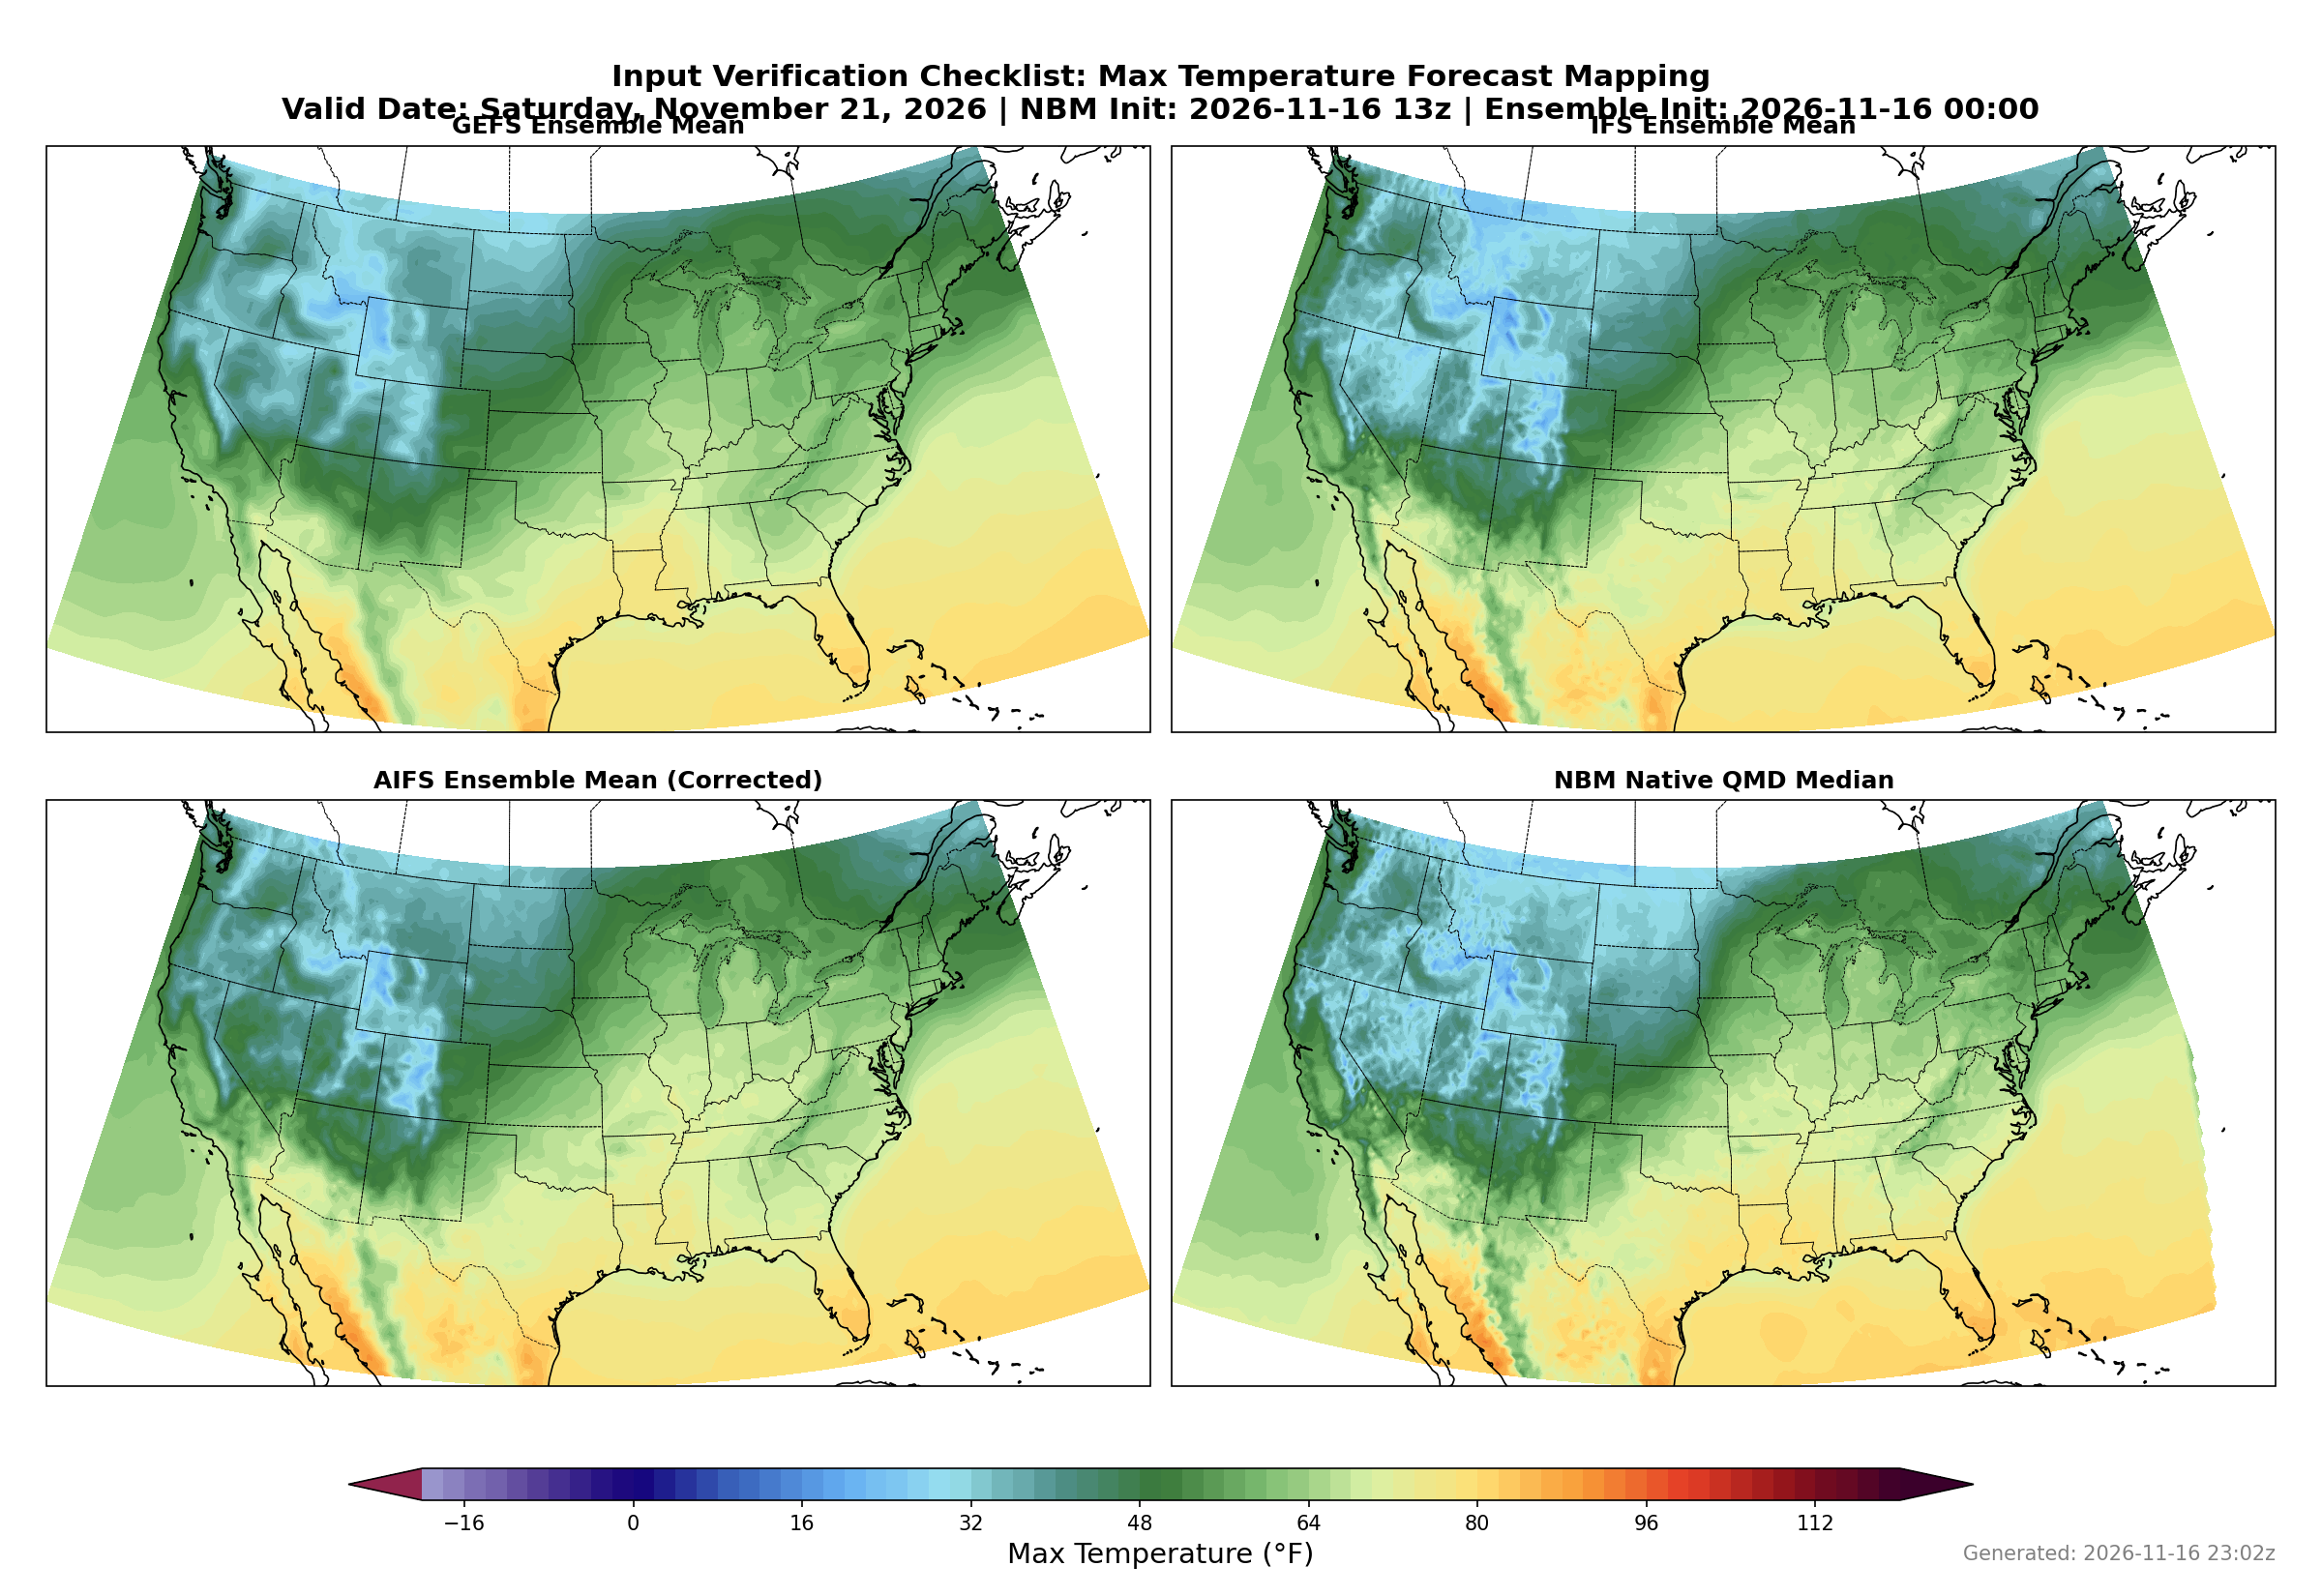 Input Verification Checklist: Max Temperature Forecast Mapping
Valid Date: Saturday, November 21, 2026 | NBM Init: 2026-11-16 13z | Ensemble Init: 2026-11-16 00:00
GEFS Ensemble Mean
IFS Ensemble Mean
AIFS Ensemble Mean (Corrected)
NBM Native QMD Median
−16 0 16 32 48 64 80 96 112
Max Temperature (°F)
Generated: 2026-11-16 23:02z